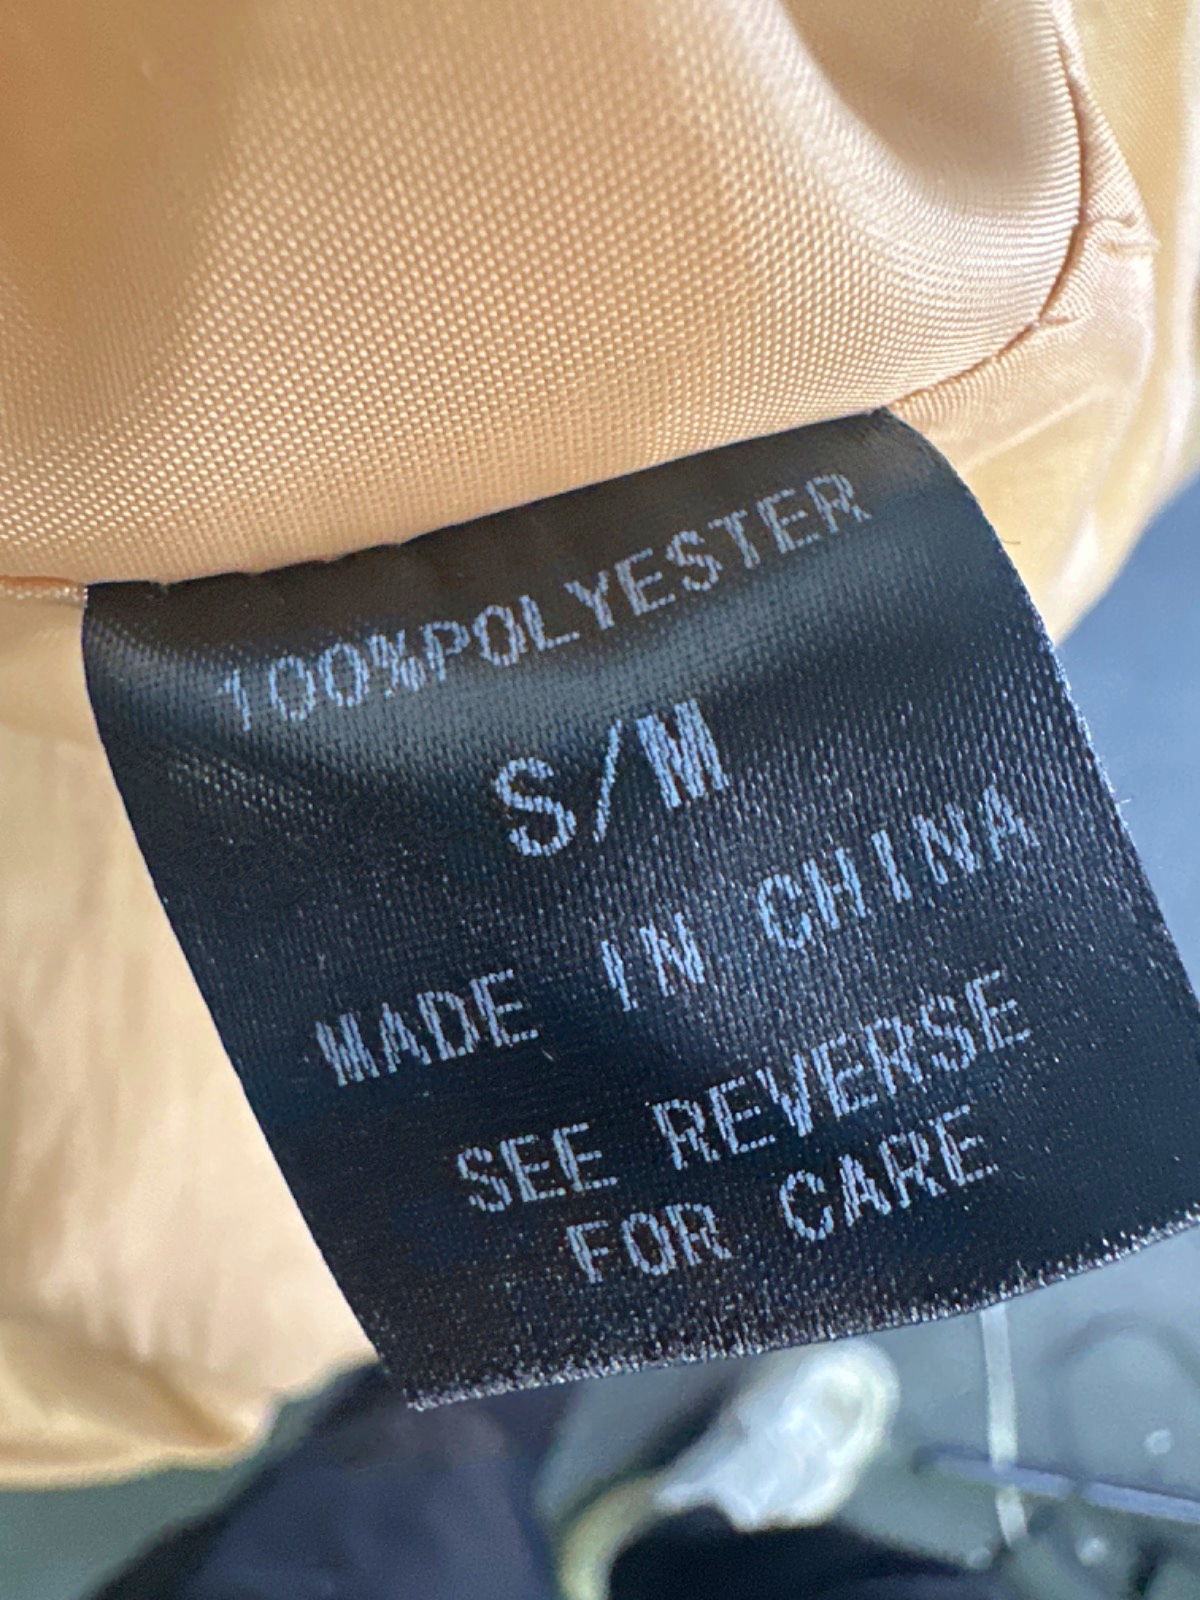 100%POLYESTER
S/M
MADE IN CHINA
SEE REVERSE
FOR CARE